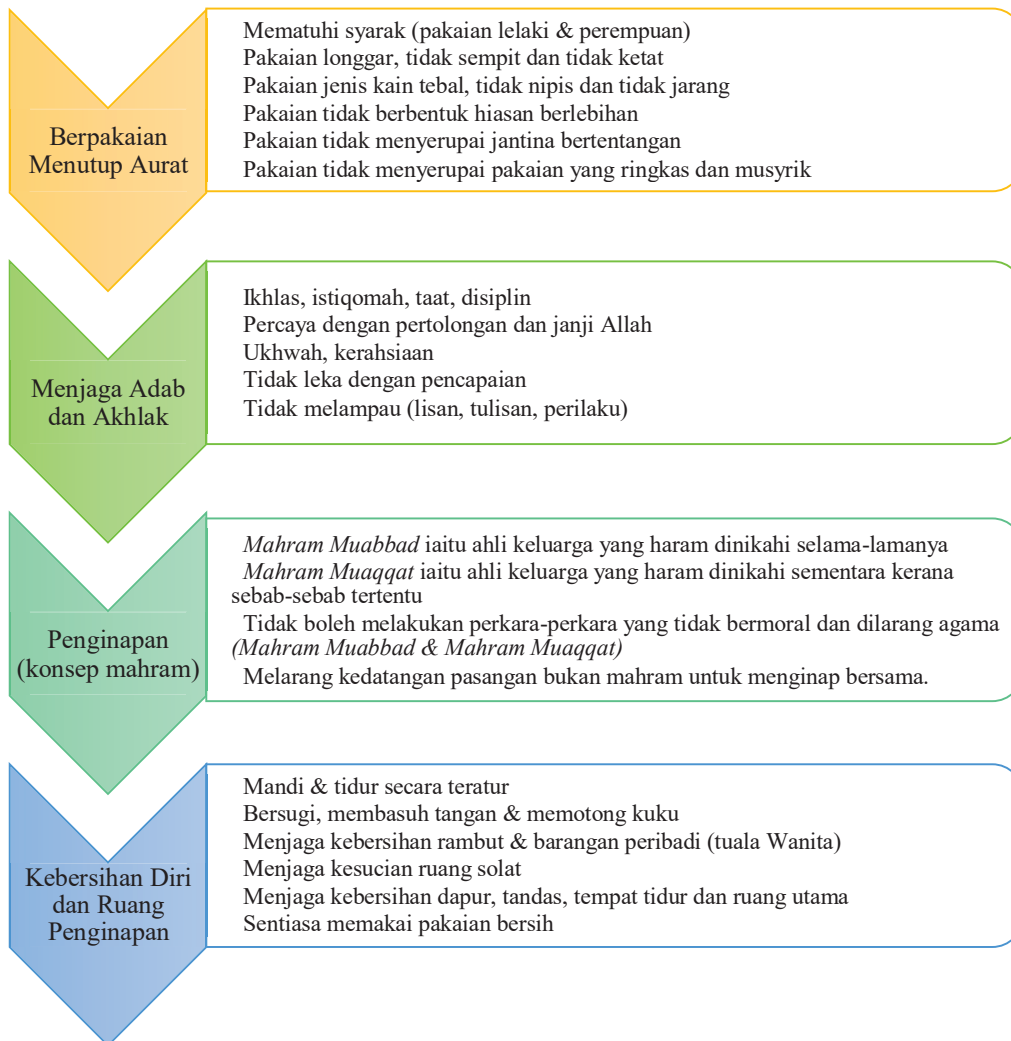 Berpakaian
Menutup Aurat
Mematuhi syarak (pakaian lelaki & perempuan)
Pakaian longgar, tidak sempit dan tidak ketat
Pakaian jenis kain tebal, tidak nipis dan tidak jarang
Pakaian tidak berbentuk hiasan berlebihan
Pakaian tidak menyerupai jantina bertentangan
Pakaian tidak menyerupai pakaian yang ringkas dan musyrik
Menjaga Adab
dan Akhlak
Ikhlas, istiqomah, taat, disiplin
Percaya dengan pertolongan dan janji Allah
Ukhwah, kerahsiaan
Tidak leka dengan pencapaian
Tidak melampau (lisan, tulisan, perilaku)
Penginapan
(konsep mahram)
Mahram Muabbad iaitu ahli keluarga yang haram dinikahi selama-lamanya
Mahram Muaqqat iaitu ahli keluarga yang haram dinikahi sementara kerana
sebab-sebab tertentu
Tidak boleh melakukan perkara-perkara yang tidak bermoral dan dilarang agama
(Mahram Muabbad & Mahram Muaqqat)
Melarang kedatangan pasangan bukan mahram untuk menginap bersama.
Kebersihan Diri
dan Ruang
Penginapan
Mandi & tidur secara teratur
Bersugi, membasuh tangan & memotong kuku
Menjaga kebersihan rambut & barangan peribadi (tuala Wanita)
Menjaga kesucian ruang solat
Menjaga kebersihan dapur, tandas, tempat tidur dan ruang utama
Sentiasa memakai pakaian bersih